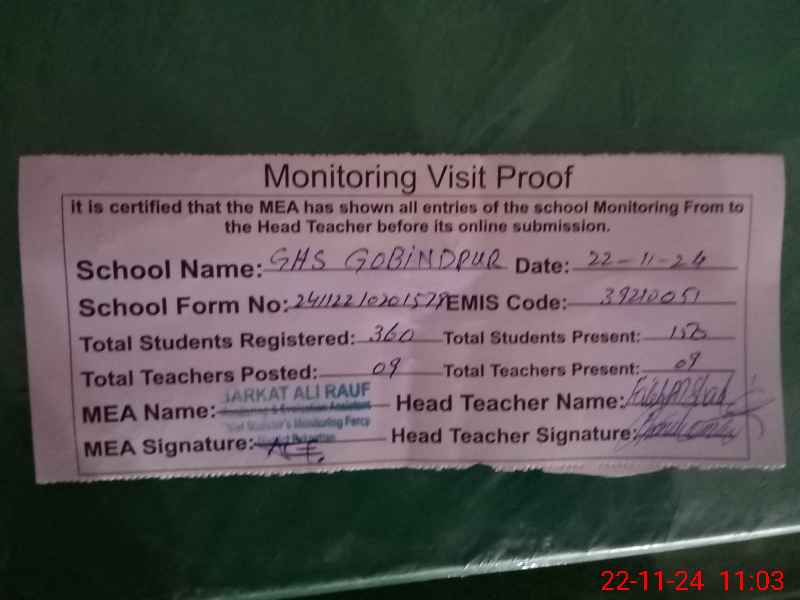 Monitoring Visit Proof
it is certified that the MEA has shown all entries of the school Monitoring From to
the Head Teacher before its online submission.
School Name: GHS GOBINDPUR Date: 22-11-24
School Form No: EMIS Code: 39210051
Total Students Registered: 360 Total Students Present:
Total Teachers Posted: 09 Total Teachers Present: 09
MEA Name: JARKAT ALI RAUF Head Teacher Name:
MEA Signature: Head Teacher Signature:
22-11-24 11:03